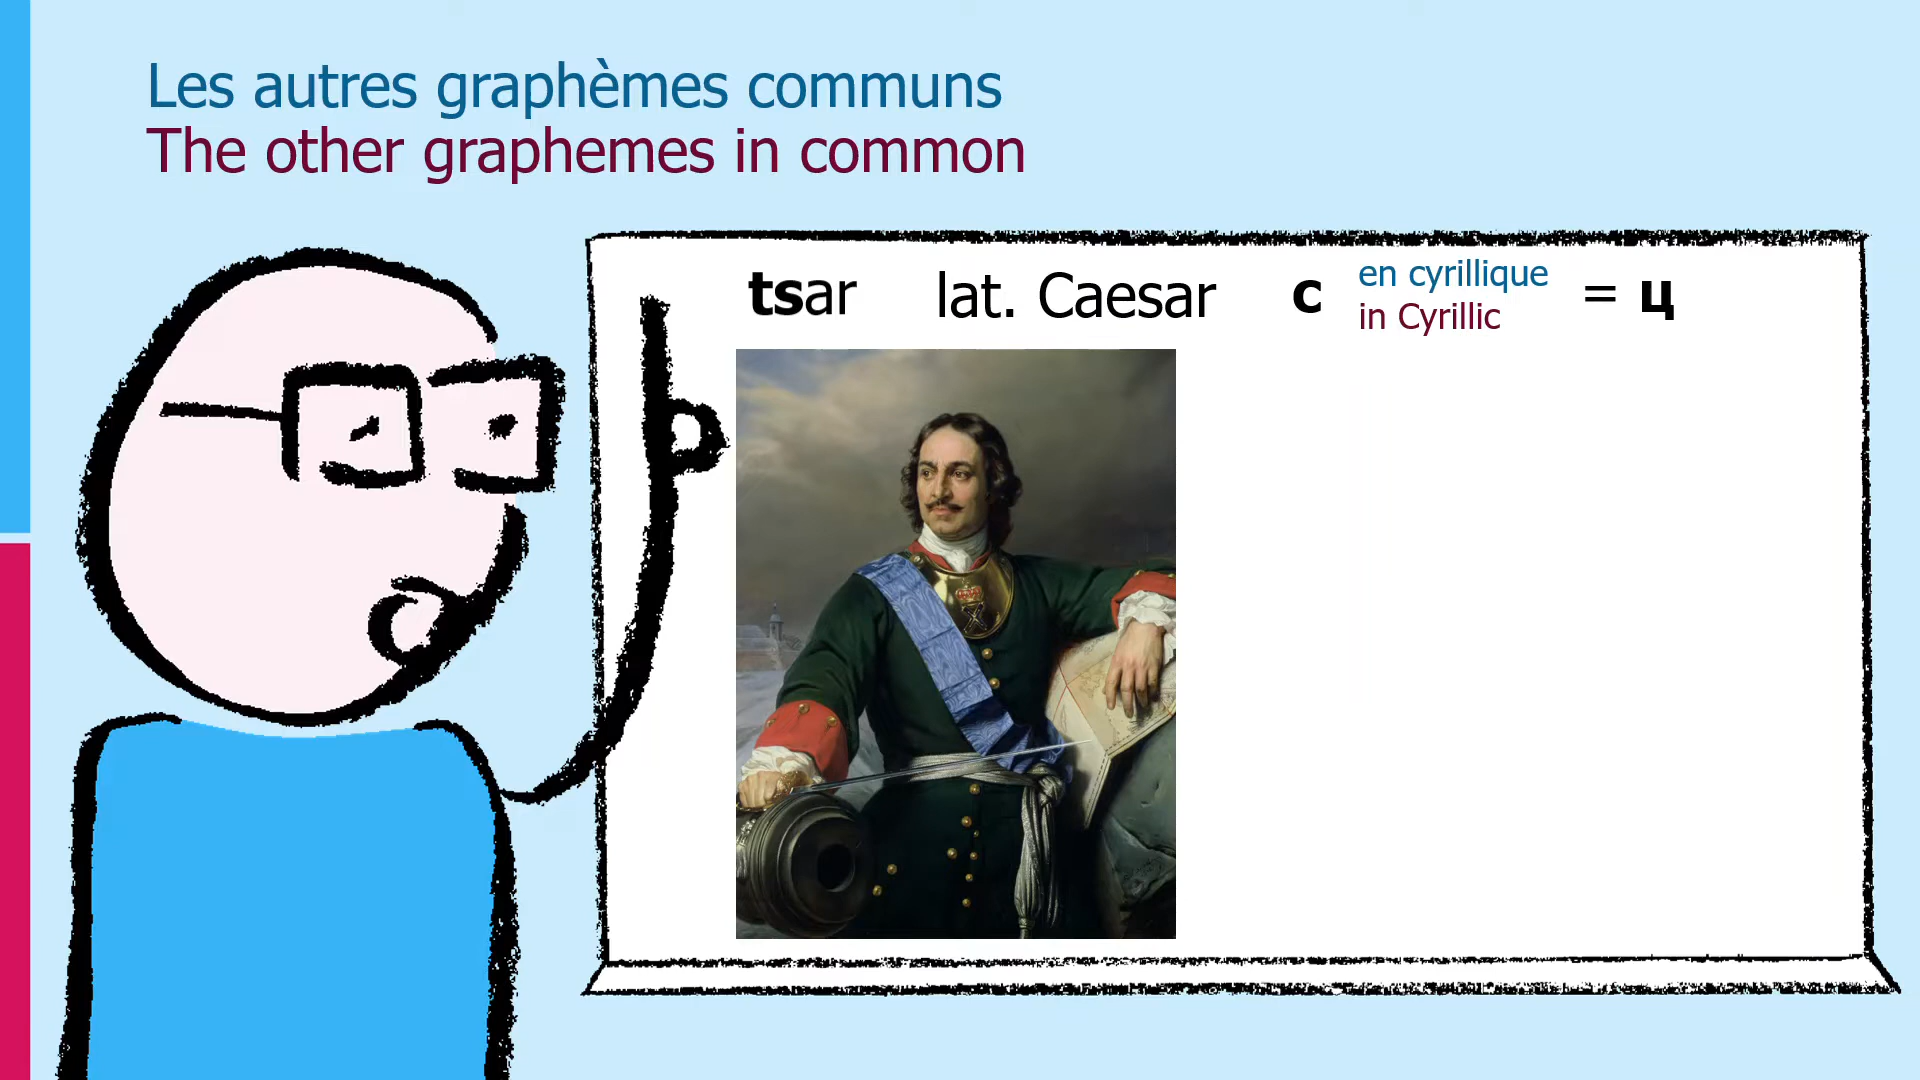 Les autres graphèmes communs
The other graphemes in common
tsar lat. Caesar c en cyrillique = ц
in Cyrillic